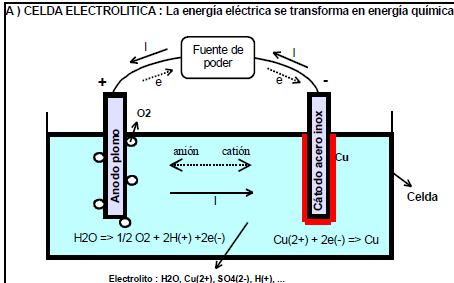 A ) CELDA ELECTROLITICA : La energía eléctrica se transforma en energía química
Fuente de
poder
I
I
+
e
e
-
O2
Anodo plomo
anión
catión
I
Cátodo acero inox
Cu
Celda
H2O => 1/2 O2 + 2H(+) +2e(-)
Cu(2+) + 2e(-) => Cu
Electrolito : H2O, Cu(2+), SO4(2-), H(+), ...